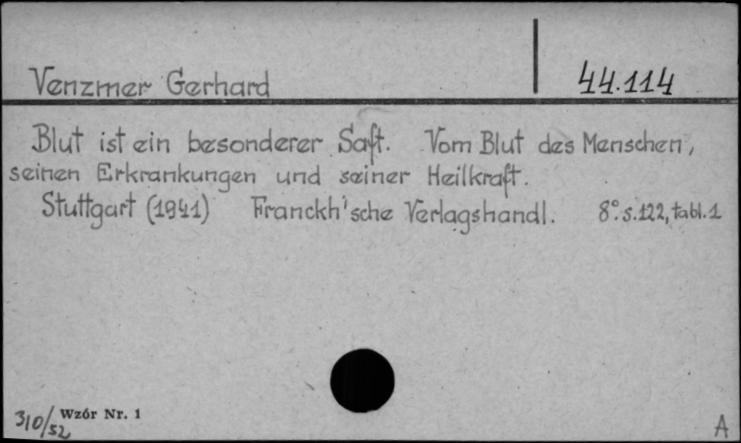 Venzmer Gerhard
44.114
Blut ist ein besonderer Saft. Vom Blut des Menschen,
seinen Erkrankungen und seiner Heilkraft.
Stuttgart (1941) Franckh'sche Verlagshandl. 8° s.122, tabl.1
310/52 Wzór Nr. 1
A